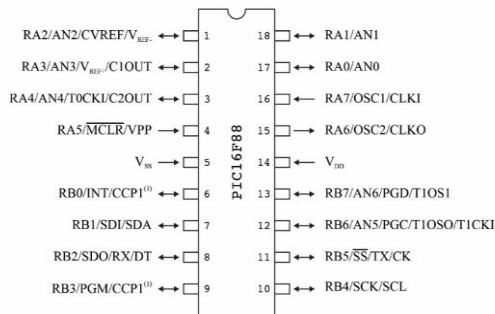 RA2/AN2/CVREF/VREF- 1 18 RA1/AN1
RA3/AN3/VREF+/C1OUT 2 17 RA0/AN0
RA4/AN4/T0CKI/C2OUT 3 16 RA7/OSC1/CLKI
RA5/MCLR/VPP 4 15 RA6/OSC2/CLKO
VSS 5 14 VDD
RB0/INT/CCP1(1) 6 13 RB7/AN6/PGD/T1OS1
RB1/SDI/SDA 7 12 RB6/AN5/PGC/T1OSO/T1CKI
RB2/SDO/RX/DT 8 11 RB5/SS/TX/CK
RB3/PGM/CCP1(1) 9 10 RB4/SCK/SCL
PIC16F88